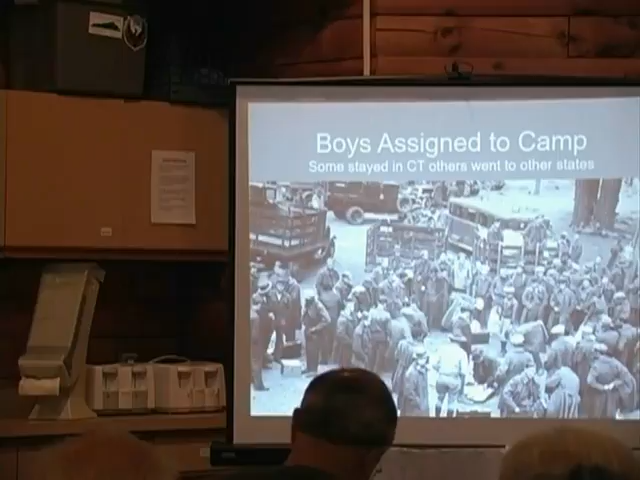 Boys Assigned to Camp
Some stayed in CT others went to other states